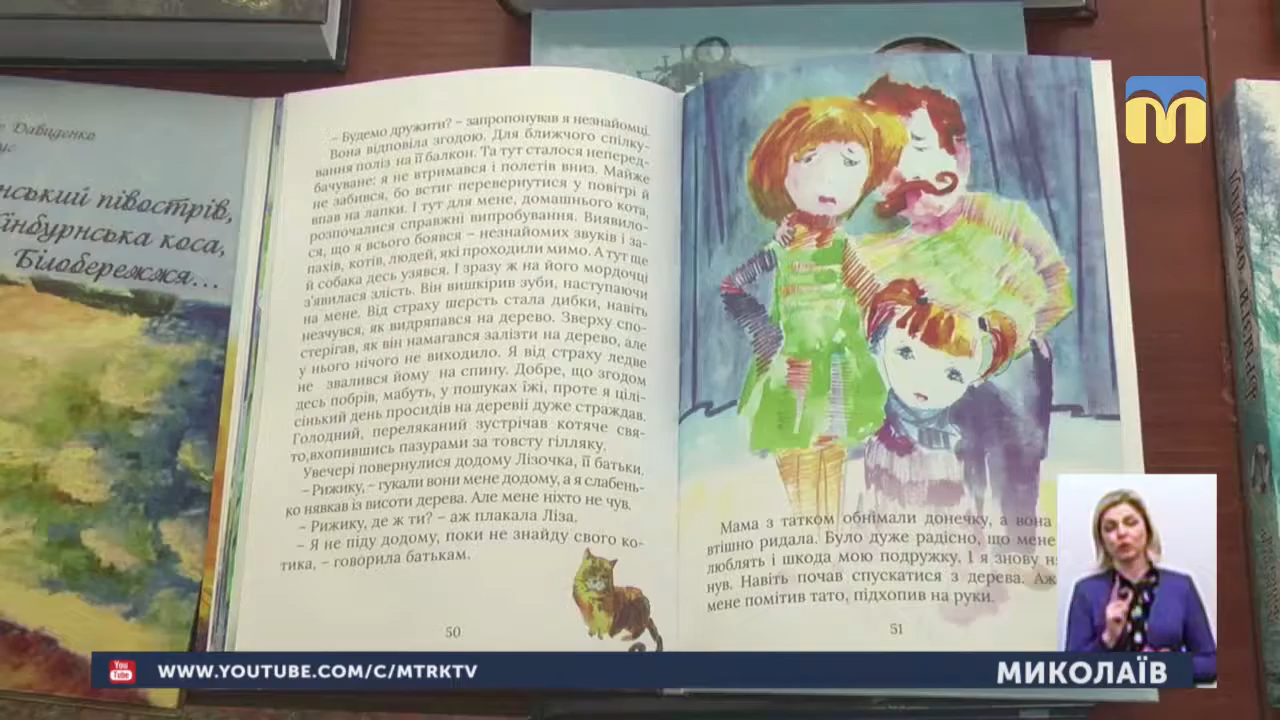 Давиденко
нський півострів,
інбурнська коса,
Білобережжя...
– Будемо дружити? – запропонував я незнайомці.
Вона відповіла згодою. Для ближчого спілку-
вання поліз на її балкон. Та тут сталося неперед-
бачуване: я не втримався і полетів вниз. Майже
не забився, бо встиг перевернутися у повітрі й
впав на лапки. І тут для мене, домашнього кота,
розпочалися справжні випробування. Виявило-
ся, що я всього боявся – незнайомих звуків і за-
пахів, котів, людей, які проходили мимо. А тут ще
й собака десь узявся. І зразу ж на його мордочці
з'явилася злість. Він вишкірив зуби, наступаючи
на мене. Від страху шерсть стала дибки, навіть
незчувся, як видряпався на дерево. Зверху спо-
стерігав, як він намагався залізти на дерево, але
у нього нічого не виходило. Я від страху ледве
не звалився йому на спину. Добре, що згодом
десь побрів, мабуть, у пошуках їжі, проте я цілі-
сінький день просидів на дереві і дуже страждав.
Голодний, переляканий зустрічав котяче свя-
то, вхопившись пазурами за товсту гілляку.
Увечері повернулися додому Лізочка, її батьки.
– Рижику, – гукали вони мене додому, а я слабень-
ко нявкав із висоти дерева. Але мене ніхто не чув.
– Рижику, де ж ти? – аж плакала Ліза.
– Я не піду додому, поки не знайду свого ко-
тика, – говорила батькам.
50
Мама з татком обнімали донечку, а вона
втішно ридала. Було дуже радісно, що мене
люблять і шкода мою подружку. І я знову н
нув. Навіть почав спускатися з дерева. Аж
мене помітив тато, підхопив на руки.
51
М
You Tube WWW.YOUTUBE.COM/C/MTRKTV
МИКОЛАЇВ